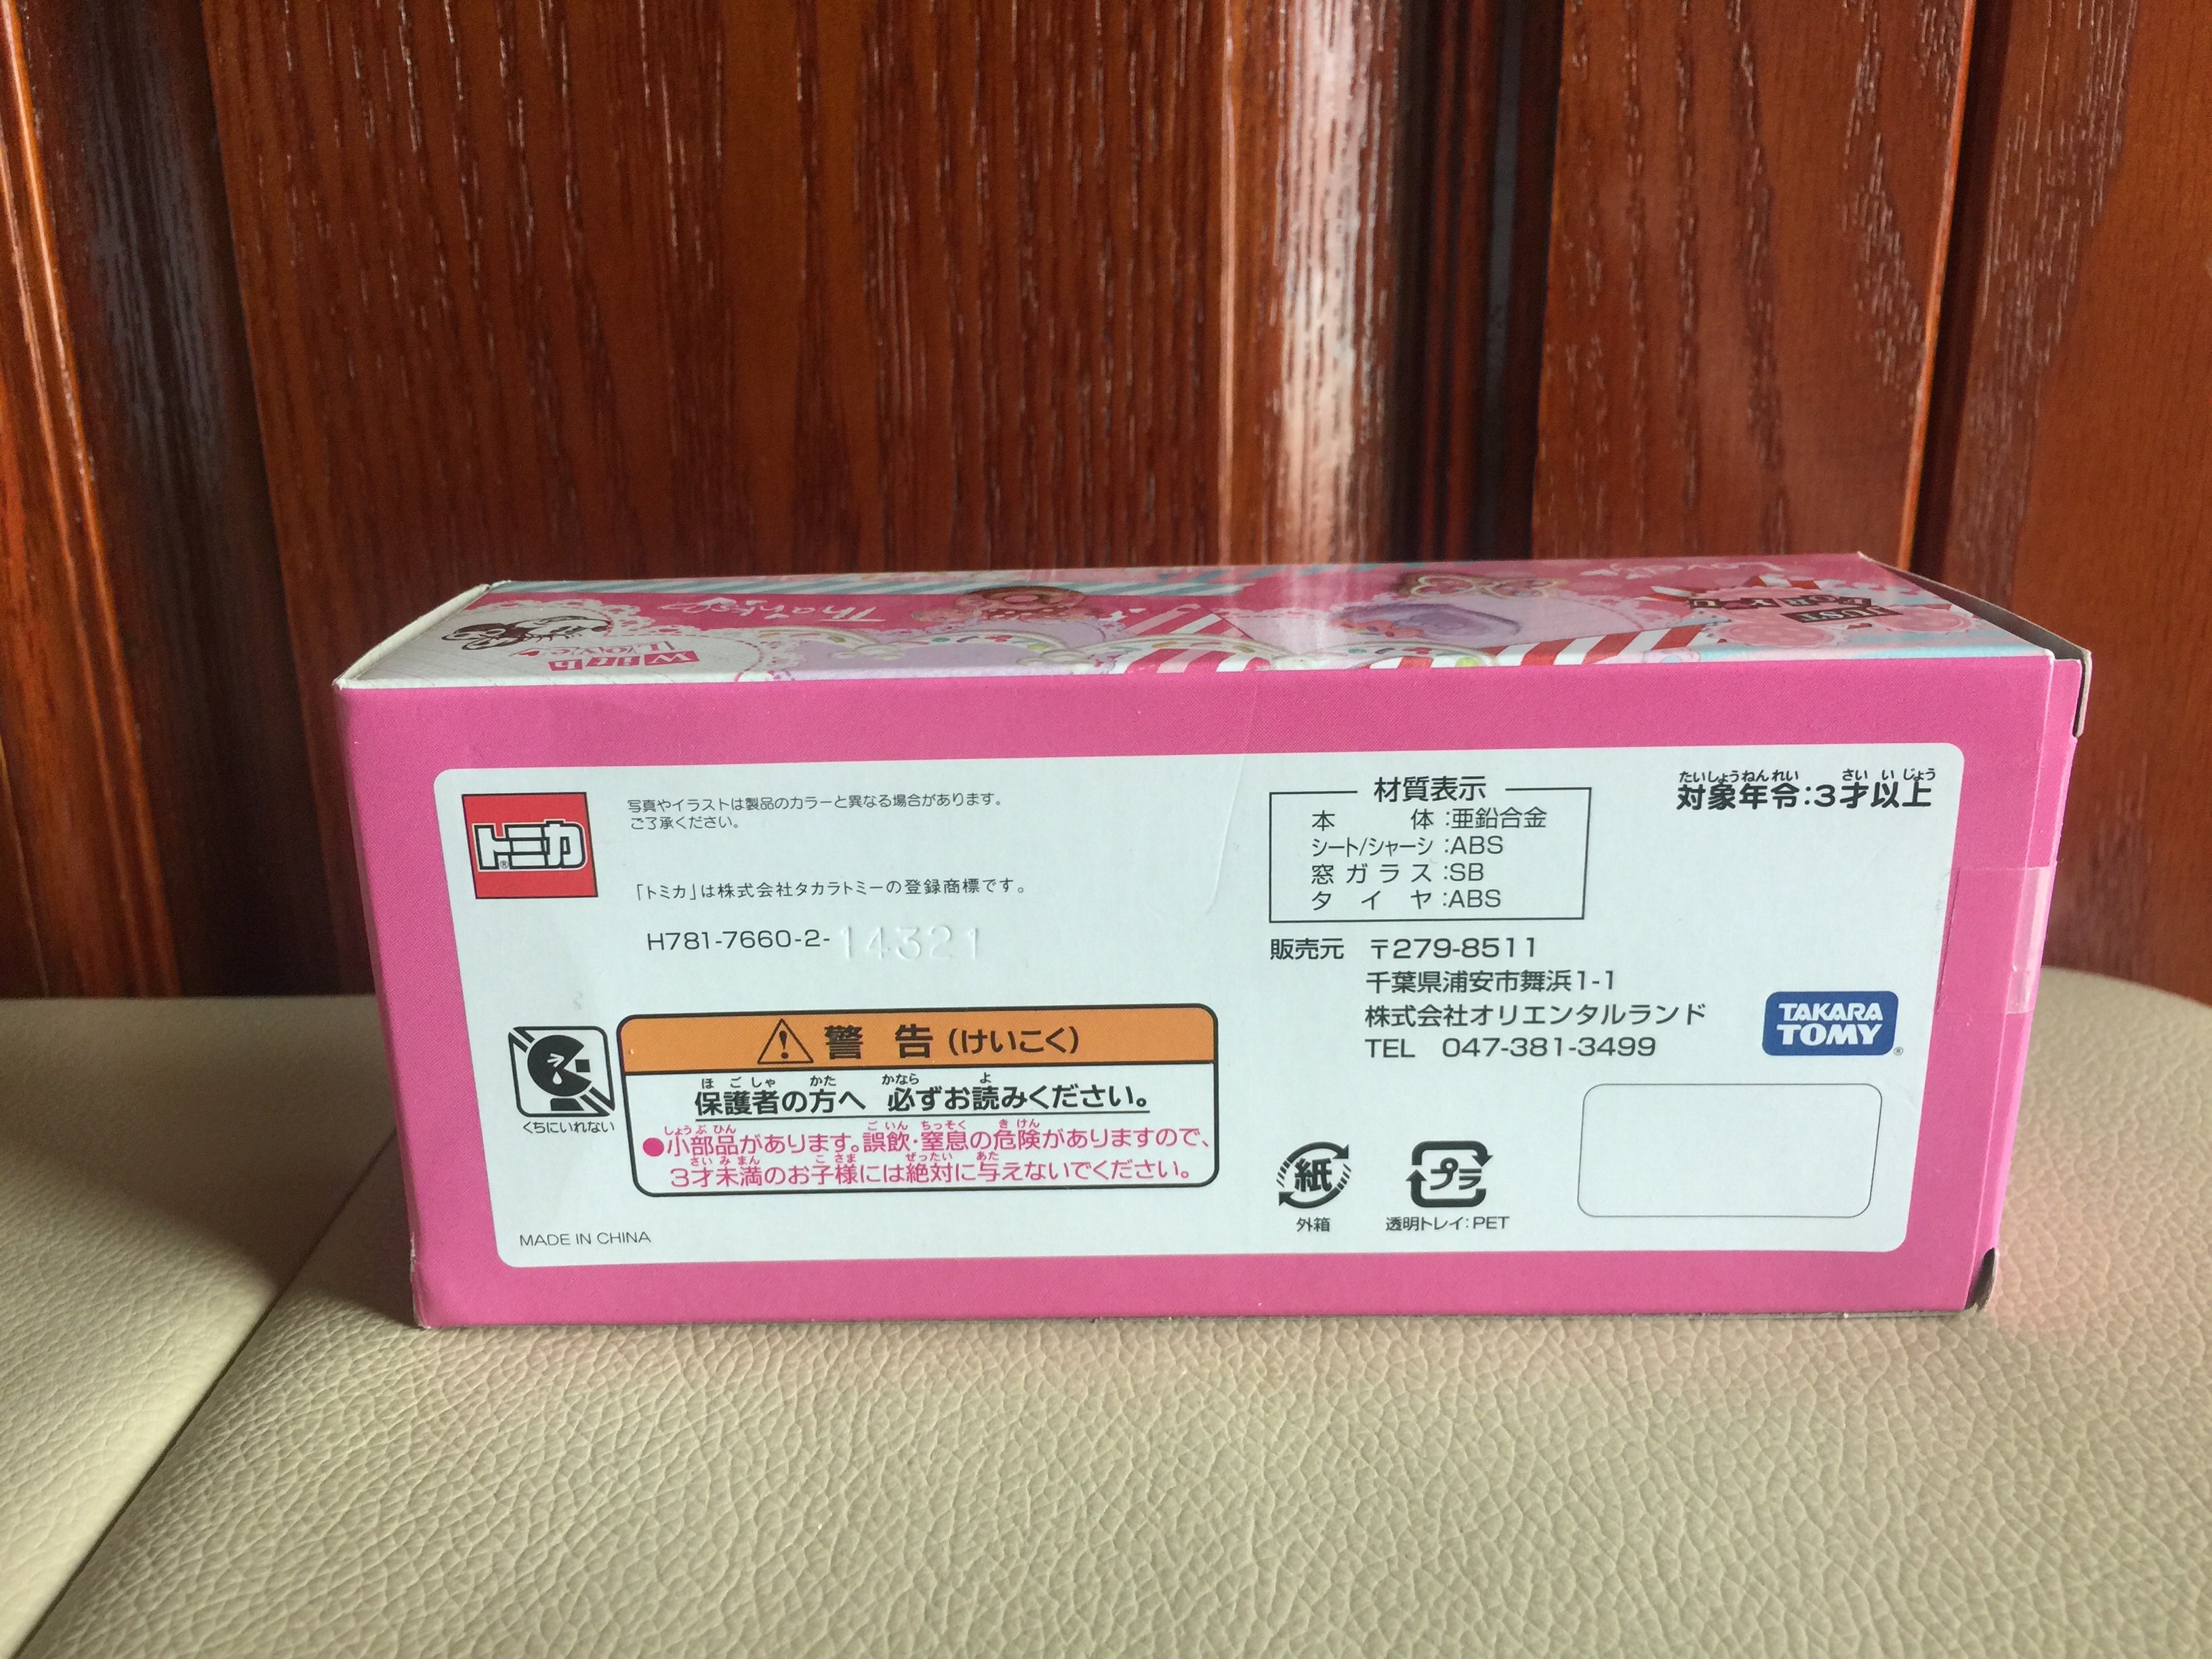 Thanks
With
Love
トミカ
写真やイラストは製品のカラーと異なる場合があります。
ご了承ください。
「トミカ」は株式会社タカラトミーの登録商標です。
H781-7660-2-14321
くちにいれない
警告(けいこく)
ほごしゃ かた かなら よ
保護者の方へ 必ずお読みください。
しょうぶひん ごいん ちっそく きけん
●小部品があります。誤飲・窒息の危険がありますので、
さいみまん こさま ぜったい あた
3才未満のお子様には絶対に与えないでください。
MADE IN CHINA
材質表示
本体:亜鉛合金
シート/シャーシ:ABS
窓ガラス:SB
タイヤ:ABS
たいしょうねんれい さいいじょう
対象年令:3才以上
販売元 〒279-8511
千葉県浦安市舞浜1-1
株式会社オリエンタルランド
TEL 047-381-3499
TAKARA
TOMY
紙
外箱
プラ
透明トレイ:PET